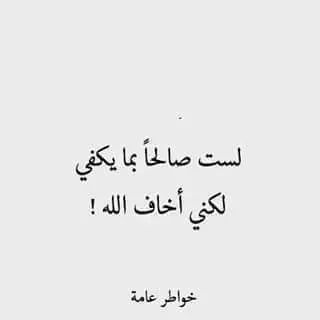 لست صالحاً بما يكفي
لكني أخاف الله !
خواطر عامة